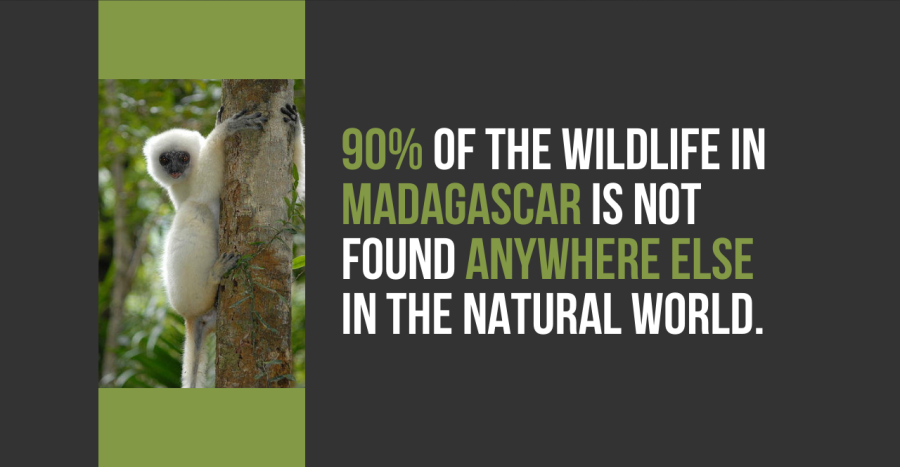 90% OF THE WILDLIFE IN
MADAGASCAR IS NOT
FOUND ANYWHERE ELSE
IN THE NATURAL WORLD.